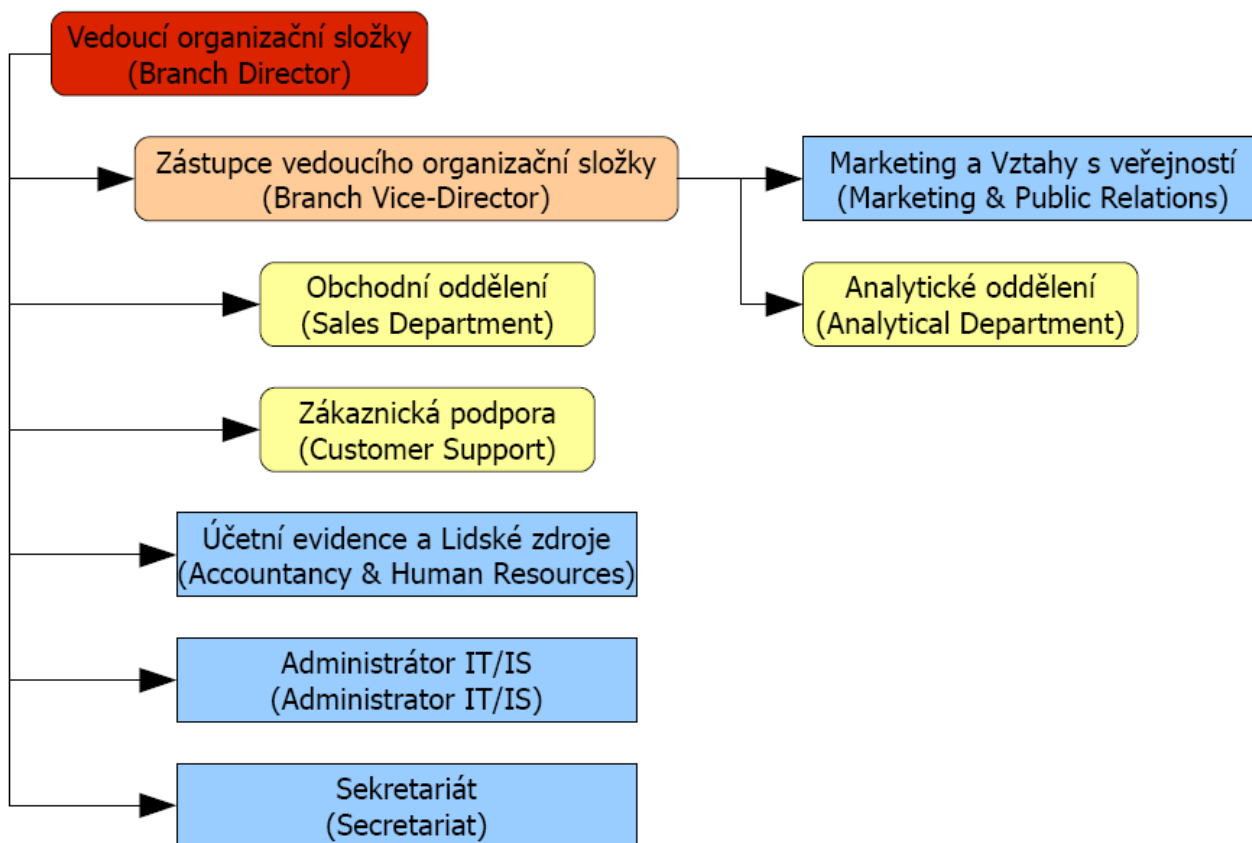 Vedoucí organizační složky
(Branch Director)
Zástupce vedoucího organizační složky
(Branch Vice-Director)
Marketing a Vztahy s veřejností
(Marketing & Public Relations)
Obchodní oddělení
(Sales Department)
Analytické oddělení
(Analytical Department)
Zákaznická podpora
(Customer Support)
Účetní evidence a Lidské zdroje
(Accountancy & Human Resources)
Administrátor IT/IS
(Administrator IT/IS)
Sekretariát
(Secretariat)